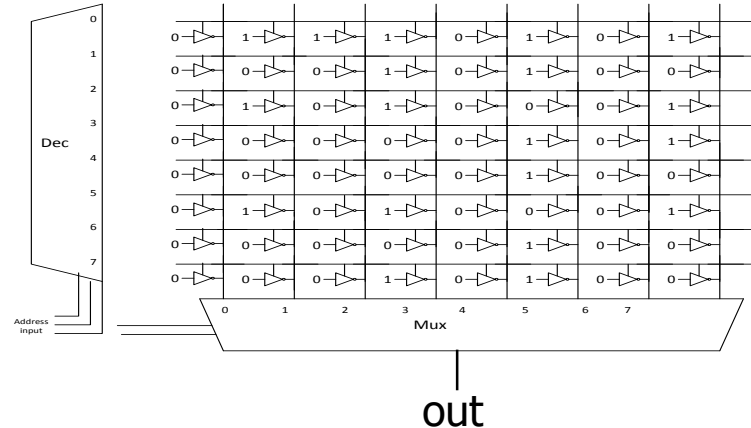 0
1
2
3
Dec
4
5
6
7
Address
input
0 1 1 1 0 1 0 1
0 0 0 1 0 1 0 0
0 1 0 1 0 0 0 1
0 0 0 0 0 1 0 1
0 0 0 0 0 1 0 0
0 1 0 1 0 0 0 1
0 0 0 0 0 1 0 0
0 0 0 1 0 1 0 0
0 1 2 3 4 5 6 7
Mux
out